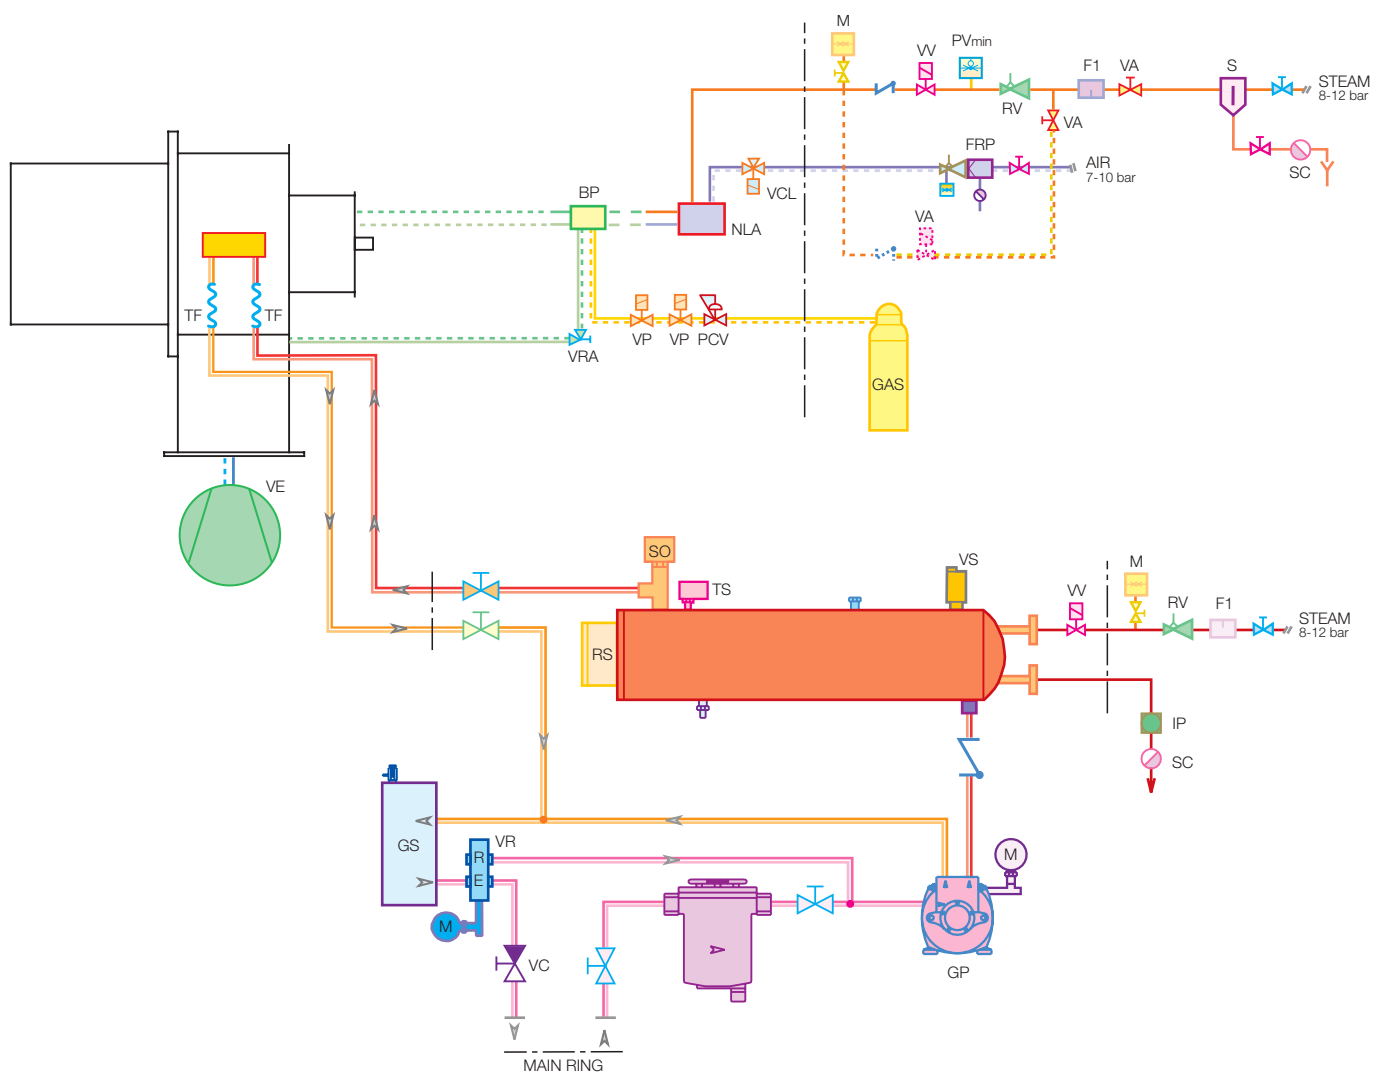 M
VV
PVmin
F1
VA
S
STEAM
8-12 bar
RV
VA
FRP
AIR
7-10 bar
SC
BP
VCL
NLA
VA
TF
TF
VP
VP
PCV
VRA
GAS
VE
SO
TS
VS
VV
M
RV
F1
STEAM
8-12 bar
RS
IP
SC
GS
VR
R
E
M
M
VC
GP
MAIN RING